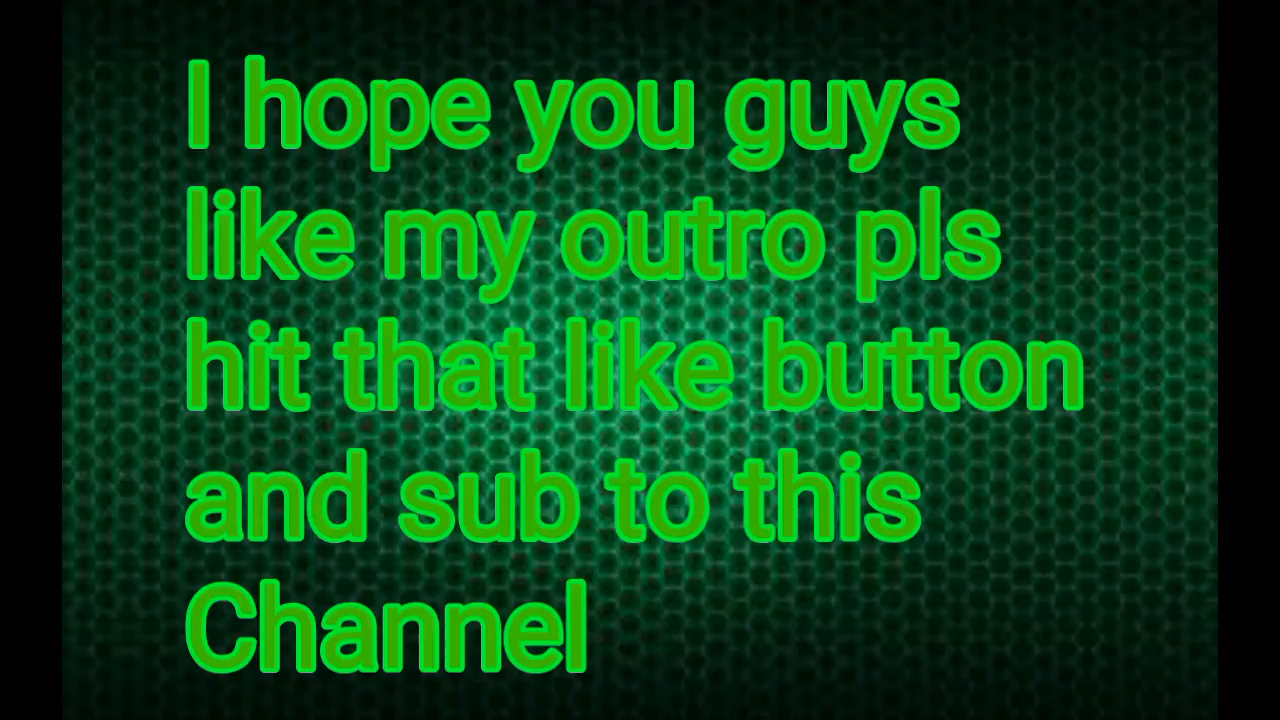 I hope you guys
like my outro pls
hit that like button
and sub to this
Channel